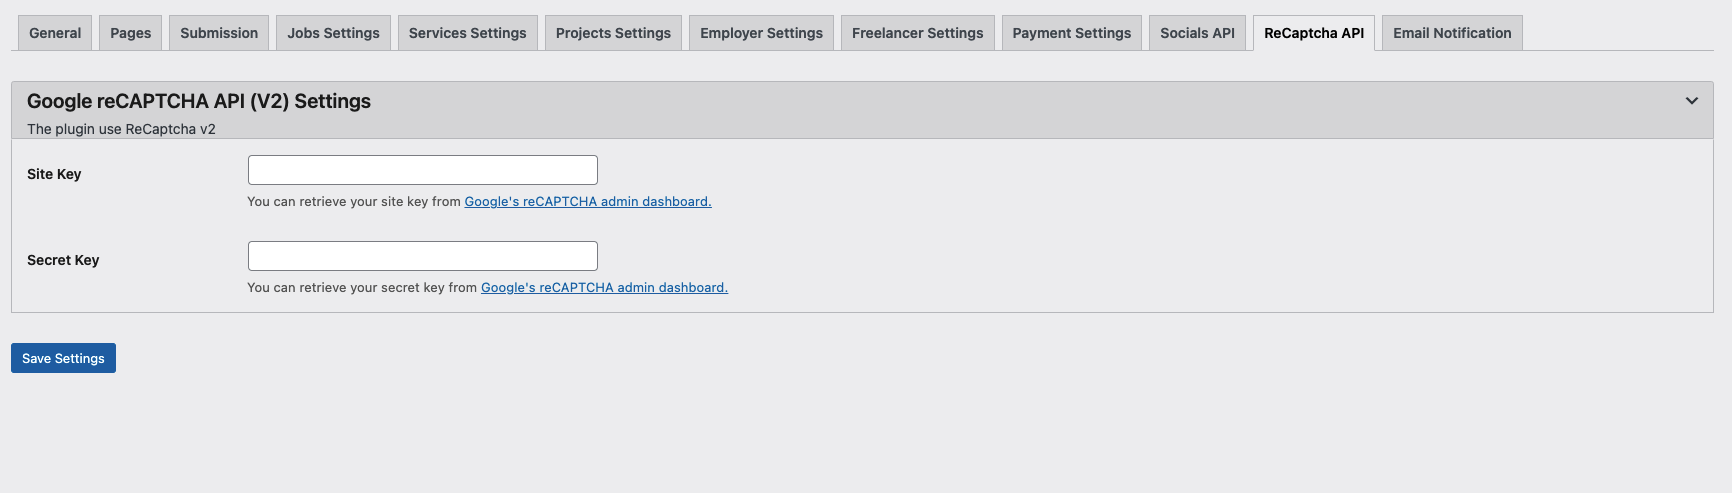 General Pages Submission Jobs Settings Services Settings Projects Settings Employer Settings Freelancer Settings Payment Settings Socials API ReCaptcha API Email Notification
Google reCAPTCHA API (V2) Settings
The plugin use ReCaptcha v2
Site Key
You can retrieve your site key from Google's reCAPTCHA admin dashboard.
Secret Key
You can retrieve your secret key from Google's reCAPTCHA admin dashboard.
Save Settings